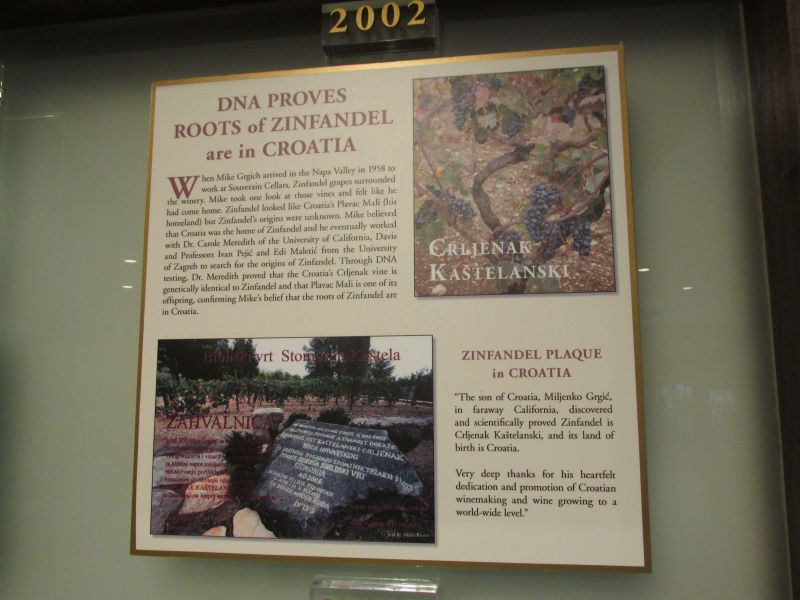 2002
DNA PROVES
ROOTS of ZINFANDEL
are in CROATIA
When Mike Grgich arrived in the Napa Valley in 1958 to
work at Souverain Cellars, Zinfandel grapes surrounded
the winery. Mike took one look at those vines and felt like he
had come home. Zinfandel looked like Croatia's Plavac Mali (his
homeland) but Zinfandel's origins were unknown. Mike believed
that Croatia was the home of Zinfandel and he eventually worked
with Dr. Carole Meredith of the University of California, Davis
and Professors Ivan Pejić and Edi Maletić from the University
of Zagreb to search for the origins of Zinfandel. Through DNA
testing, Dr. Meredith proved that the Croatia's Crljenak vine is
genetically identical to Zinfandel and that Plavac Mali is one of its
offspring, confirming Mike's belief that the roots of Zinfandel are
in Croatia.
CRLJENAK
KAŠTELANSKI
Biblijski vrt Stomorija Kaštela
ZAHVALNICA
ZINFANDEL PLAQUE
in CROATIA
"The son of Croatia, Miljenko Grgić,
in faraway California, discovered
and scientifically proved Zinfandel is
Crljenak Kaštelanski, and its land of
birth is Croatia.
Very deep thanks for his heartfelt
dedication and promotion of Croatian
winemaking and wine growing to a
world-wide level."